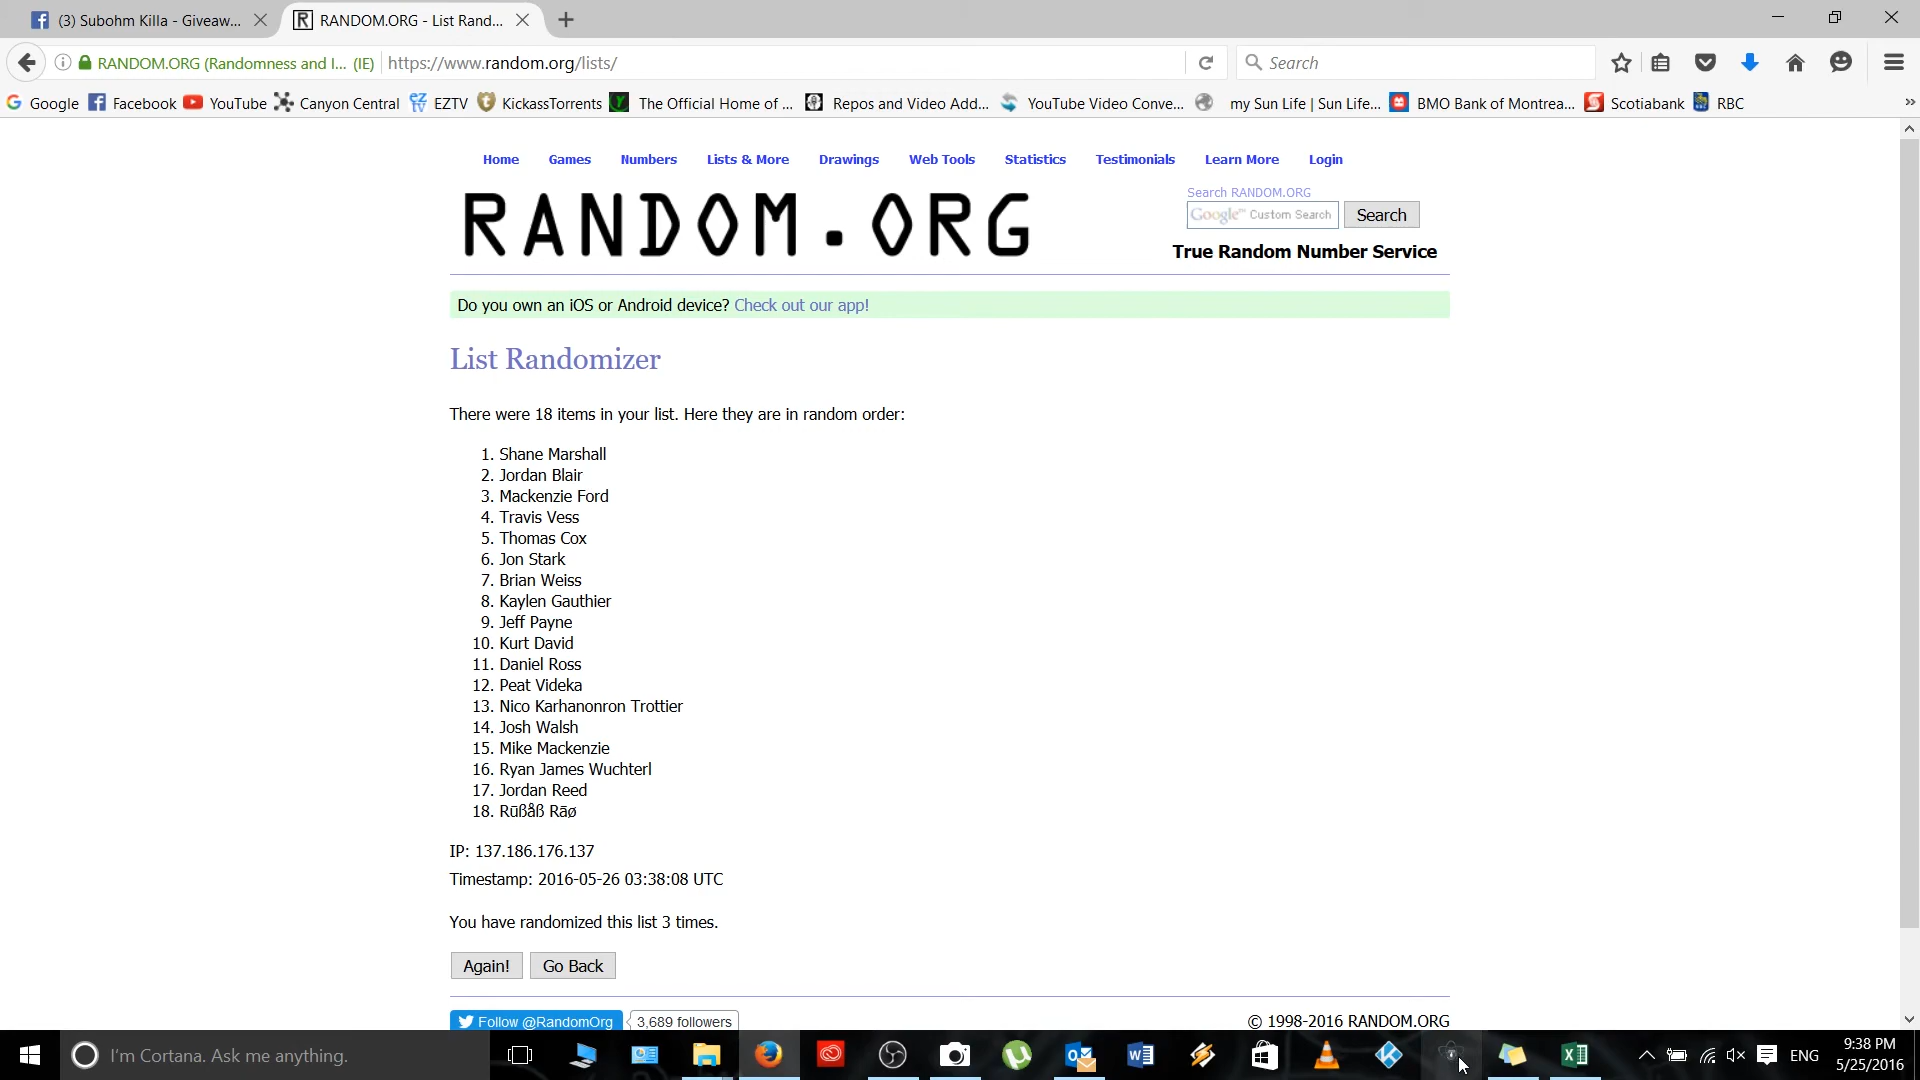 (3) Subohm Killa - Giveaw...
RANDOM.ORG - List Rand...
RANDOM.ORG (Randomness and I... (IE)
https://www.random.org/lists/
Search
Google
Facebook
YouTube
Canyon Central
EZTV
KickassTorrents
The Official Home of ...
Repos and Video Add...
YouTube Video Conve...
my Sun Life | Sun Life...
BMO Bank of Montrea...
Scotiabank
RBC
Home
Games
Numbers
Lists & More
Drawings
Web Tools
Statistics
Testimonials
Learn More
Login
RANDOM.ORG
Search RANDOM.ORG
Google™ Custom Search
Search
True Random Number Service
Do you own an iOS or Android device? Check out our app!
List Randomizer
There were 18 items in your list. Here they are in random order:
1. Shane Marshall
2. Jordan Blair
3. Mackenzie Ford
4. Travis Vess
5. Thomas Cox
6. Jon Stark
7. Brian Weiss
8. Kaylen Gauthier
9. Jeff Payne
10. Kurt David
11. Daniel Ross
12. Peat Videka
13. Nico Karhanonron Trottier
14. Josh Walsh
15. Mike Mackenzie
16. Ryan James Wuchterl
17. Jordan Reed
18. Rūßåß Rāø
IP: 137.186.176.137
Timestamp: 2016-05-26 03:38:08 UTC
You have randomized this list 3 times.
Again!
Go Back
Follow @RandomOrg
3,689 followers
© 1998-2016 RANDOM.ORG
I'm Cortana. Ask me anything.
ENG
9:38 PM
5/25/2016